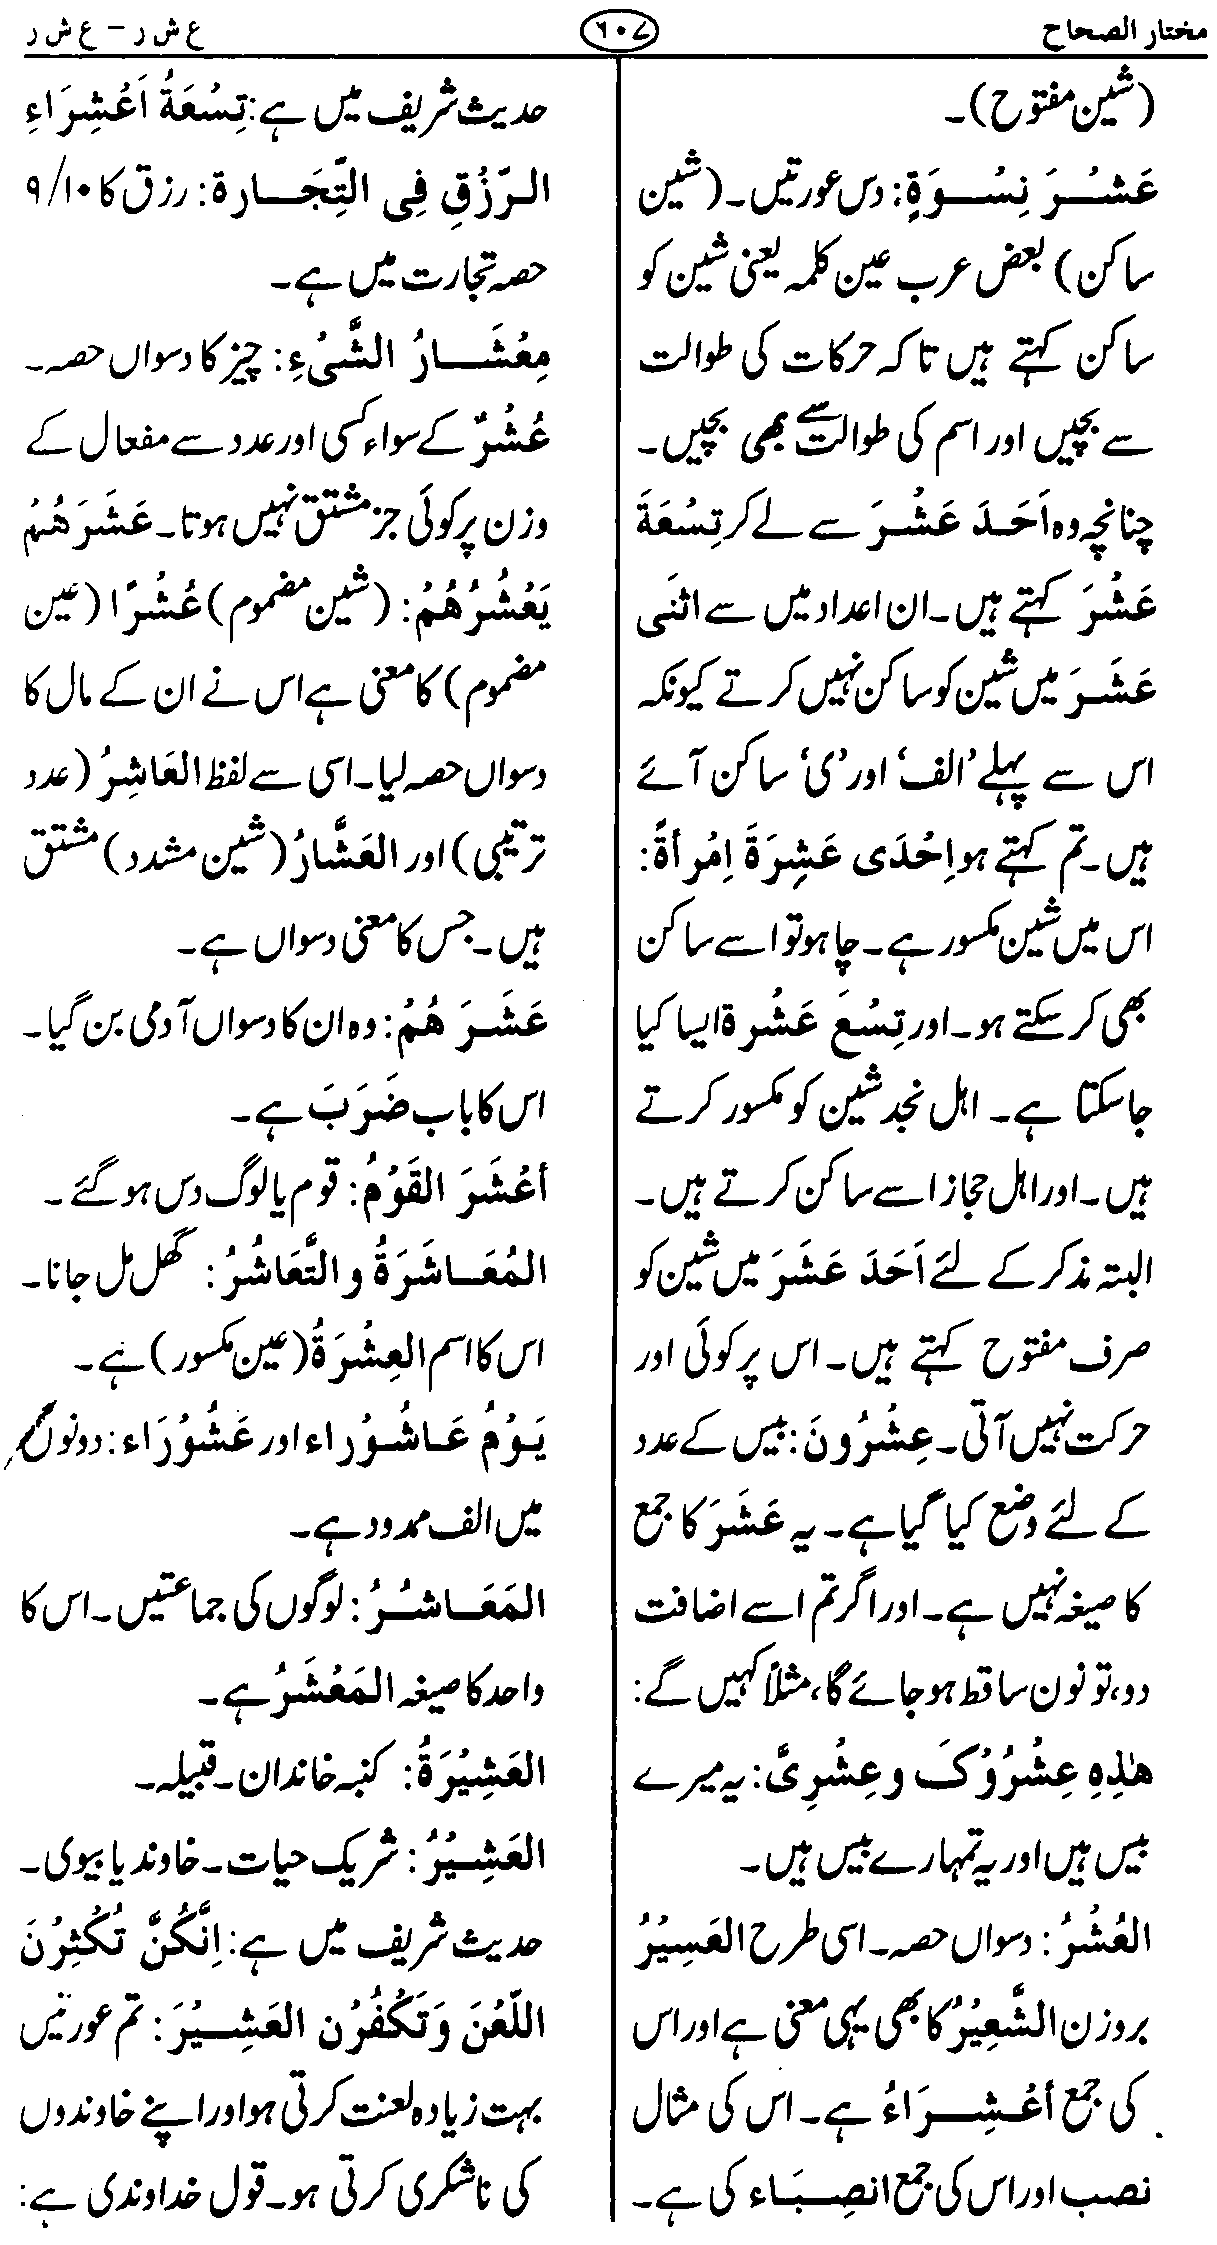 مختار الصحاح
٦٠٧
ع ش ر – ع ش ر
(شین مفتوح)۔
عَشْرَ نِسْوَةٍ: دس عورتیں۔ (شین
ساکن) بعض عرب عین کلمہ یعنی شین کو
ساکن کہتے ہیں تاکہ حرکات کی طوالت
سے بچیں اور اسم کی طوالت سے بھی بچیں۔
چنانچہ وہ اَحَدَ عَشْرَ سے لے کر تِسْعَةَ
عَشْرَ کہتے ہیں۔ ان اعداد میں سے اثنَی
عَشَرَ میں شین کو ساکن نہیں کرتے کیونکہ
اس سے پہلے ’الف‘ اور ’ی‘ ساکن آئے
ہیں۔ تم کہتے ہو اِحْدَی عَشِرَةَ اِمْرأةً:
اس میں شین مکسور ہے۔ چاہو تو اسے ساکن
بھی کر سکتے ہو۔ اور تِسْعَ عَشْرة ایسا کیا
جا سکتا ہے۔ اہل نجد شین کو مکسور کرتے
ہیں۔ اور اہل حجاز اسے ساکن کرتے ہیں۔
البتہ مذکر کے لئے اَحَدَ عَشَرَ میں شین کو
صرف مفتوح کہتے ہیں۔ اس پر کوئی اور
حرکت نہیں آتی۔ عِشْرُونَ: بیس کے عدد
کے لئے وضع کیا گیا ہے۔ یہ عَشَرَ کا جمع
کا صیغہ نہیں ہے۔ اور اگر تم اسے اضافت
دو، تو نون ساقط ہو جائے گا، مثلاً کہیں گے:
هٰذِهِ عِشْرُوْکَ و عِشْرِیَّ: یہ میرے
بیس ہیں اور یہ تمہارے بیس ہیں۔
العُشْرُ: دسواں حصہ۔ اسی طرح العَسِیْرُ
بروزن الشَّعِیْرُ کا بھی یہی معنی ہے اور اس
کی جمع أعْشِرَاءُ ہے۔ اس کی مثال
نصب اور اس کی جمع انصِبَاء کی ہے۔
حدیث شریف میں ہے: تِسْعَةُ اَعْشِرَاءِ
الرِّزْقِ فِی التِّجَارة: رزق کا ۹/۱۰
حصہ تجارت میں ہے۔
مِعْشَارُ الشَّیْءِ: چیز کا دسواں حصہ۔
عُشْرٌ کے سواء کسی اور عدد سے مفعال کے
وزن پر کوئی جز مشتق نہیں ہوتا۔ عَشَرَ هُمْ
یَعْشُرُهُمْ: (شین مضموم) عُشْرًا (عین
مضموم) کا معنی ہے اس نے ان کے مال کا
دسواں حصہ لیا۔ اسی سے لفظ العَاشِرُ (عدد
ترتیبی) اور العَشَّارُ (شین مشدد) مشتق
ہیں۔ جس کا معنی دسواں ہے۔
عَشَرَ هُمْ: وہ ان کا دسواں آدمی بن گیا۔
اس کا باب ضَرَبَ ہے۔
أعْشَرَ القَوْمُ: قوم یا لوگ دس ہو گئے۔
المُعَاشَرَةُ و التَّعَاشُرُ: گھل مل جانا۔
اس کا اسم العِشْرَةُ (عین مکسور) ہے۔
یَوْمُ عَاشُوْراء اور عَشُوْرَاء: دونوں
میں الف ممدود ہے۔
المَعَاشِرُ: لوگوں کی جماعتیں۔ اس کا
واحد کا صیغہ المَعْشَرُ ہے۔
العَشِیْرَةُ: کنبہ خاندان۔ قبیلہ۔
العَشِیْرُ: شریک حیات۔ خاوند یا بیوی۔
حدیث شریف میں ہے: اِنَّکُنَّ تُکْثِرْنَ
اللّعْنَ وَتَکْفُرْن العَشِیْرَ: تم عورتیں
بہت زیادہ لعنت کرتی ہو اور اپنے خاوندوں
کی ناشکری کرتی ہو۔ قول خداوندی ہے: